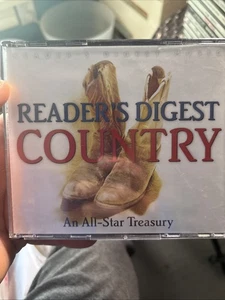 READER'S DIGEST
COUNTRY
An All-Star Treasury